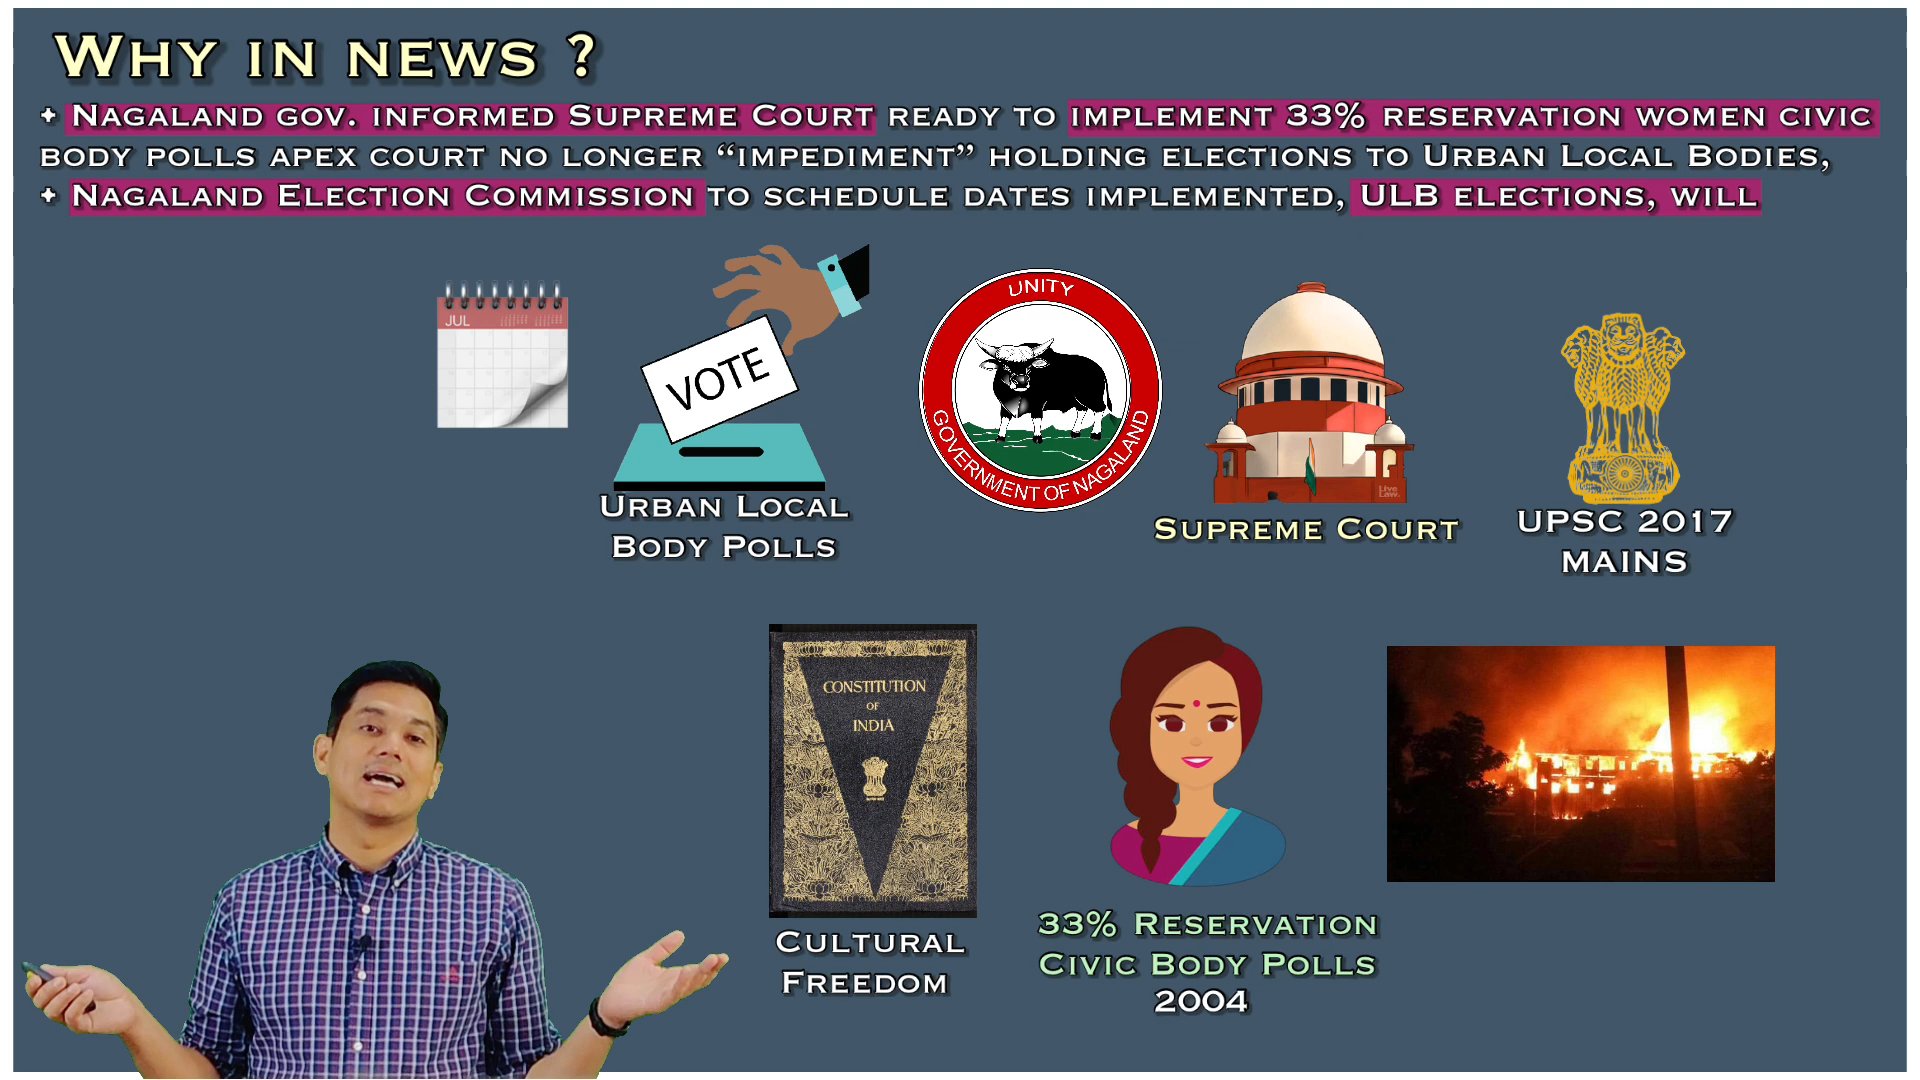 Why in news ?
+ Nagaland gov. informed Supreme Court ready to implement 33% reservation women civic
body polls apex court no longer “impediment” holding elections to Urban Local Bodies,
+ Nagaland Election Commission to schedule dates implemented, ULB elections, will
JUL
VOTE
Urban Local
Body Polls
UNITY
GOVERNMENT OF NAGALAND
Live
Law.
Supreme Court
UPSC 2017
mains
CONSTITUTION
OF
INDIA
Cultural
Freedom
33% Reservation
Civic Body Polls
2004